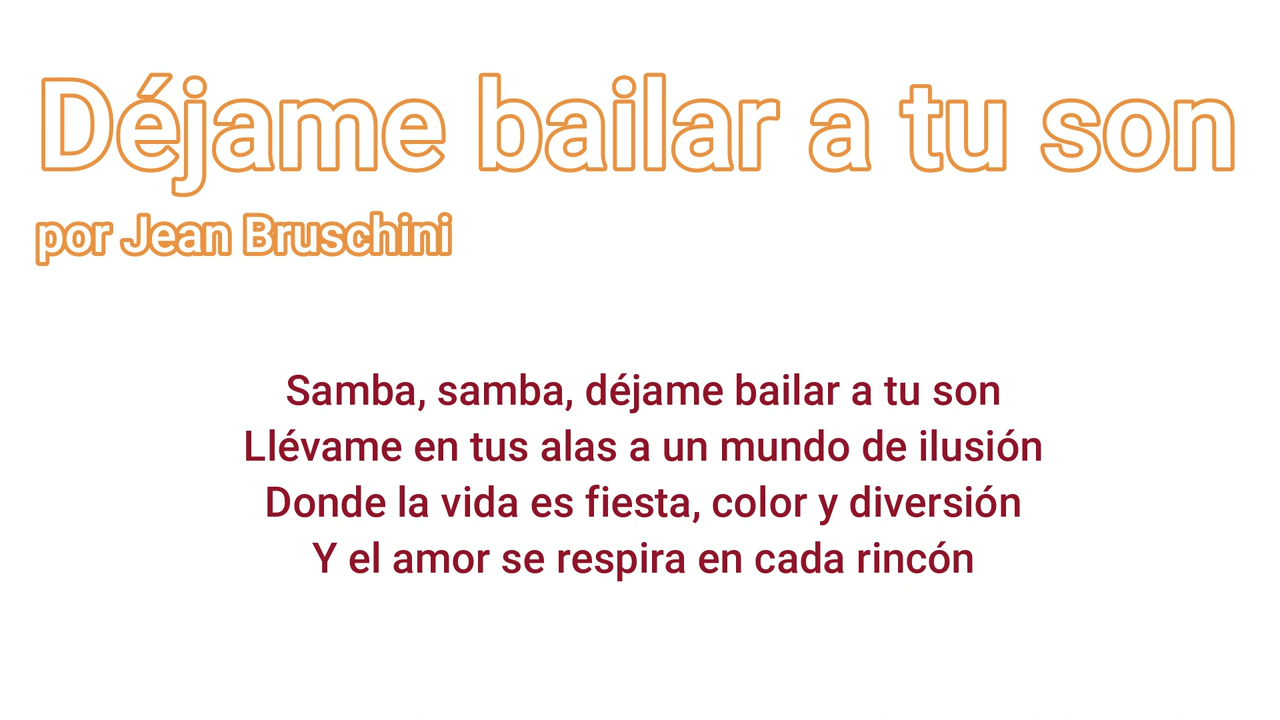 Déjame bailar a tu son
por Jean Bruschini
Samba, samba, déjame bailar a tu son
Llévame en tus alas a un mundo de ilusión
Donde la vida es fiesta, color y diversión
Y el amor se respira en cada rincón